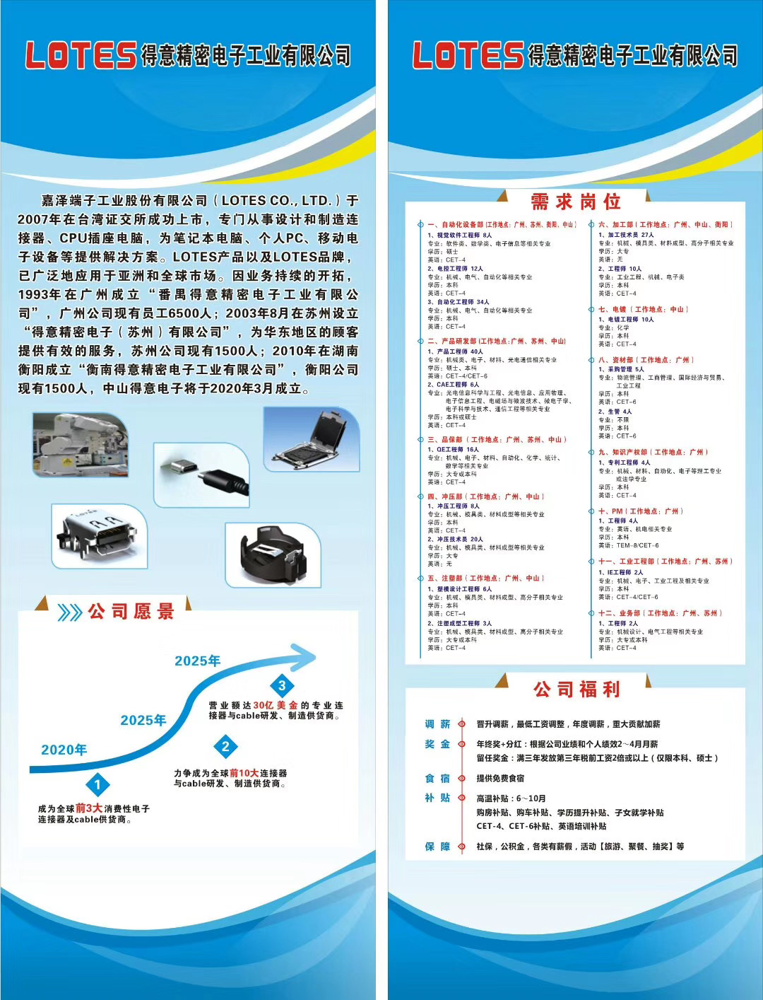 LOTES 得意精密电子工业有限公司
嘉泽端子工业股份有限公司（LOTES CO., LTD.）于
2007年在台湾证交所成功上市，专门从事设计和制造连
接器、CPU插座电脑，为笔记本电脑、个人PC、移动电
子设备等提供解决方案。LOTES产品以及LOTES品牌，
已广泛地应用于亚洲和全球市场。因业务持续的开拓，
1993年在广州成立“番禺得意精密电子工业有限公
司”，广州公司现有员工6500人；2003年8月在苏州设立
“得意精密电子（苏州）有限公司”，为华东地区的顾客
提供有效的服务，苏州公司现有1500人；2010年在湖南
衡阳成立“衡南得意精密电子工业有限公司”，衡阳公司
现有1500人，中山得意电子将于2020年3月成立。
LOTES
公司愿景
2025年
3
营业额达30亿美金的专业连
接器与cable研发、制造供货商。
2025年
2
力争成为全球前10大连接器
与cable研发、制造供货商。
2020年
1
成为全球前3大消费性电子
连接器及cable供货商。
LOTES 得意精密电子工业有限公司
需求岗位
一、自动化设备部（工作地点：广州、苏州、衡阳、中山）
1、视觉软件工程师 8人
专业：软件类、数学类、电子信息等相关专业
学历：硕士
英语：CET-4
2、电控工程师 12人
专业：机械、电气、自动化等相关专业
学历：本科
英语：CET-4
3、自动化工程师 34人
专业：机械、电气、自动化等相关专业
学历：本科
英语：CET-4
二、产品研发部（工作地点：广州、苏州、中山）
1、产品工程师 40人
专业：机械类、电子、材料、光电通信相关专业
学历：硕士、本科
英语：CET-4/CET-6
2、CAE工程师 6人
专业：光电信息科学与工程、光电信息、应用物理、
电子信息工程、电磁场与微波技术、微电子学、
电子科学与技术、通信工程等相关专业
学历：本科或硕士
英语：CET-4
三、品保部（工作地点：广州、苏州、中山）
1、QE工程师 16人
专业：机械、电子、材料、自动化、化学、统计、
数学等相关专业
学历：大专或本科
英语：CET-4
四、冲压部（工作地点：广州、中山）
1、冲压工程师 8人
专业：机械、模具类、材料成型等相关专业
学历：本科
英语：CET-4
2、冲压技术员 20人
专业：机械、模具类、材料成型等相关专业
学历：大专
英语：无
五、注塑部（工作地点：广州、中山）
1、塑模设计工程师 6人
专业：机械、模具类、材料成型、高分子相关专业
学历：本科
英语：CET-4
2、注塑成型工程师 3人
专业：机械、模具类、材料成型、高分子相关专业
学历：大专或本科
英语：CET-4
六、加工部（工作地点：广州、中山、衡阳）
1、加工技术员 27人
专业：机械、模具类、材料成型、高分子相关专业
学历：大专
英语：无
2、工程师 10人
专业：工业工程、机械、电子类
学历：本科
英语：CET-4
七、电镀（工作地点：中山）
1、电镀工程师 10人
专业：化学
学历：本科
英语：CET-4
八、资材部（工作地点：广州）
1、采购管理 5人
专业：物流管理、工商管理、国际经济与贸易、
工业工程
学历：本科
英语：CET-6
2、生管 4人
专业：不限
学历：本科
英语：CET-6
九、知识产权部（工作地点：广州）
1、专利工程师 4人
专业：机械、材料、自动化、电子等理工专业
或法学专业
学历：本科
英语：CET-4
十、PM（工作地点：广州）
1、工程师 4人
专业：英语、机电相关专业
学历：本科
英语：TEM-8/CET-6
十一、工业工程部（工作地点：广州、苏州）
1、IE工程师 2人
专业：机械、电子、工业工程及相关专业
学历：本科
英语：CET-4/CET-6
十二、业务部（工作地点：广州、苏州）
1、工程师 2人
专业：机械设计、电气工程等相关专业
学历：大专或本科
英语：CET-4
公司福利
调薪 晋升调薪，最低工资调整，年度调薪，重大贡献加薪
奖金 年终奖+分红：根据公司业绩和个人绩效2～4月月薪
留任奖金：满三年发放第三年税前工资2倍或以上（仅限本科、硕士）
食宿 提供免费食宿
补贴 高温补贴：6～10月
购房补贴、购车补贴、学历提升补贴、子女就学补贴
CET-4、CET-6补贴、英语培训补贴
保障 社保，公积金，各类有薪假，活动【旅游、聚餐、抽奖】等